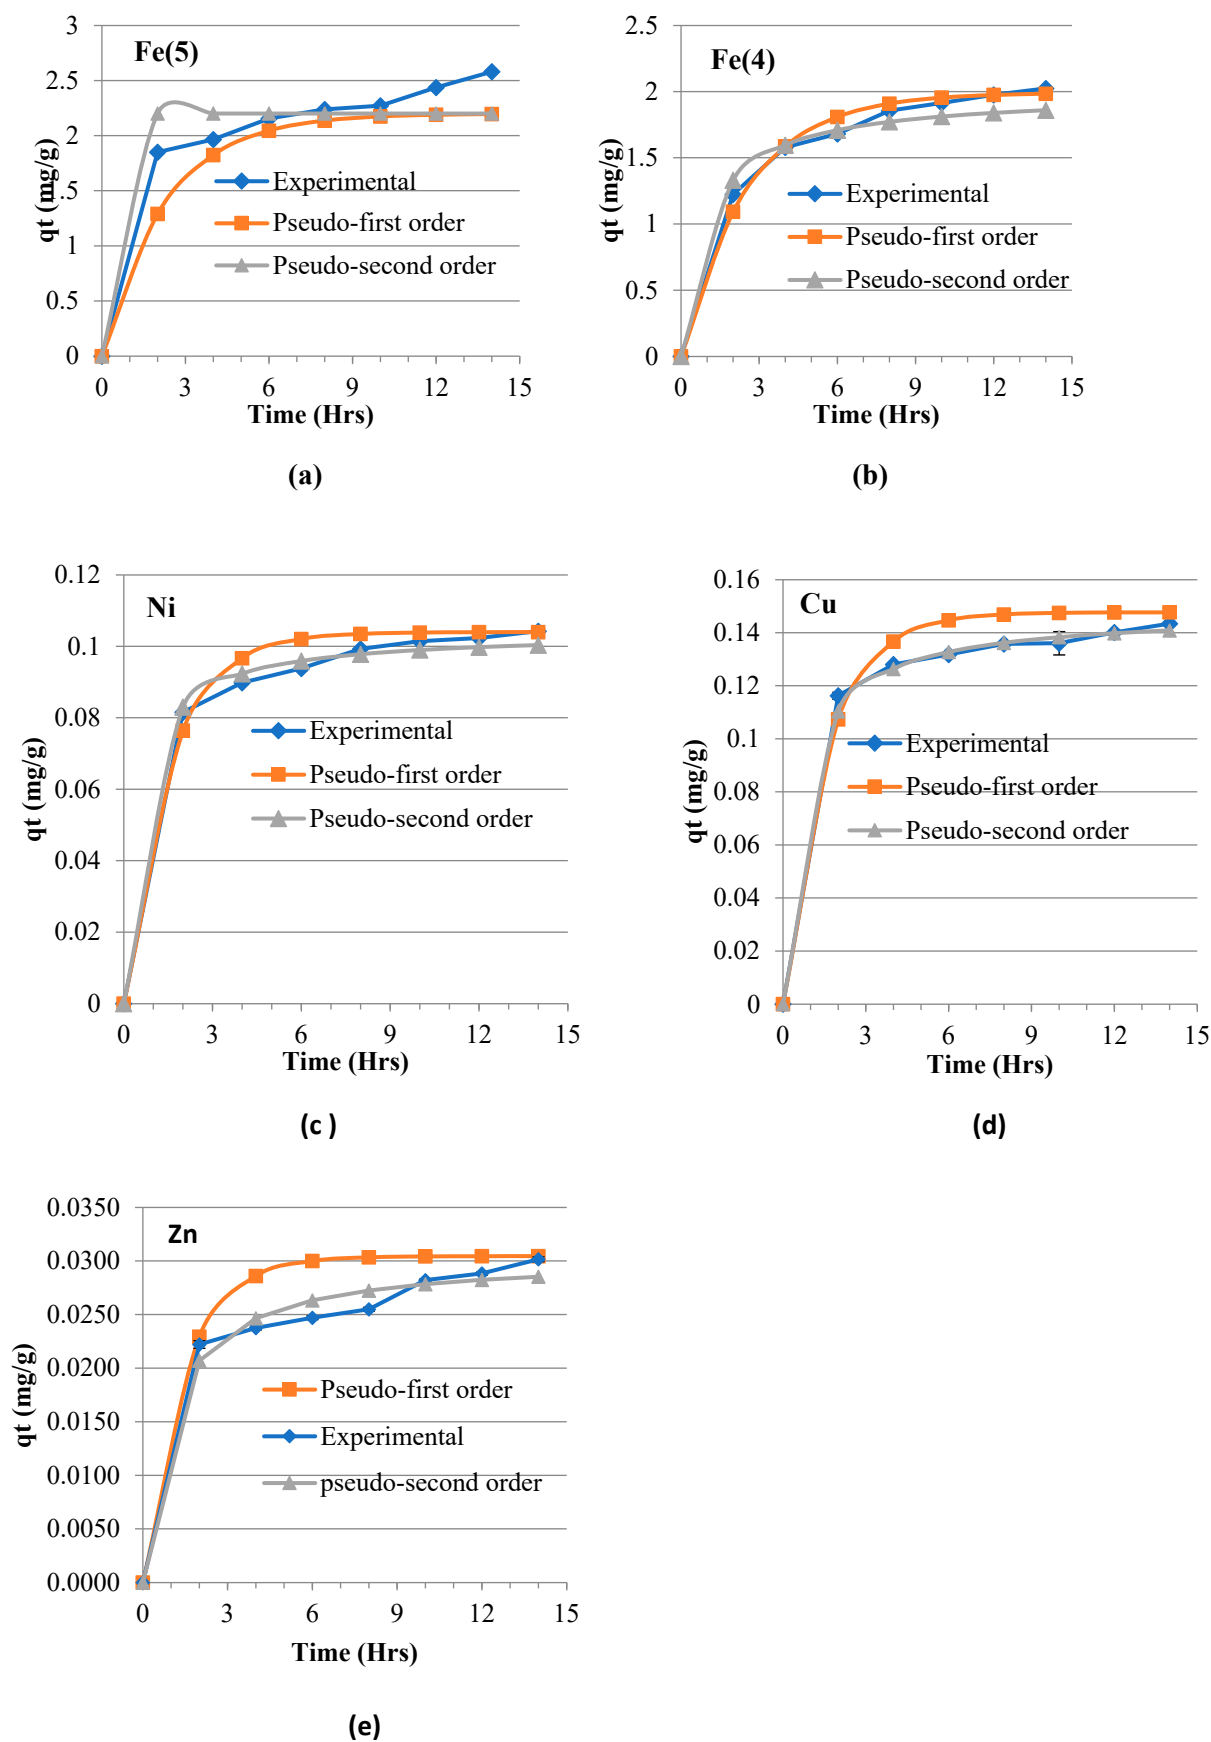 Fe(5)
3
2.5
2
1.5
1
0.5
0
qt (mg/g)
Experimental
Pseudo-first order
Pseudo-second order
0 3 6 9 12 15
Time (Hrs)
(a)
Fe(4)
2.5
2
1.5
1
0.5
0
qt (mg/g)
Experimental
Pseudo-first order
Pseudo-second order
0 3 6 9 12 15
Time (Hrs)
(b)
Ni
0.12
0.1
0.08
0.06
0.04
0.02
0
qt (mg/g)
Experimental
Pseudo-first order
Pseudo-second order
0 3 6 9 12 15
Time (Hrs)
(c )
Cu
0.16
0.14
0.12
0.1
0.08
0.06
0.04
0.02
0
qt (mg/g)
Experimental
Pseudo-first order
Pseudo-second order
0 3 6 9 12 15
Time (Hrs)
(d)
Zn
0.0350
0.0300
0.0250
0.0200
0.0150
0.0100
0.0050
0.0000
qt (mg/g)
Pseudo-first order
Experimental
pseudo-second order
0 3 6 9 12 15
Time (Hrs)
(e)